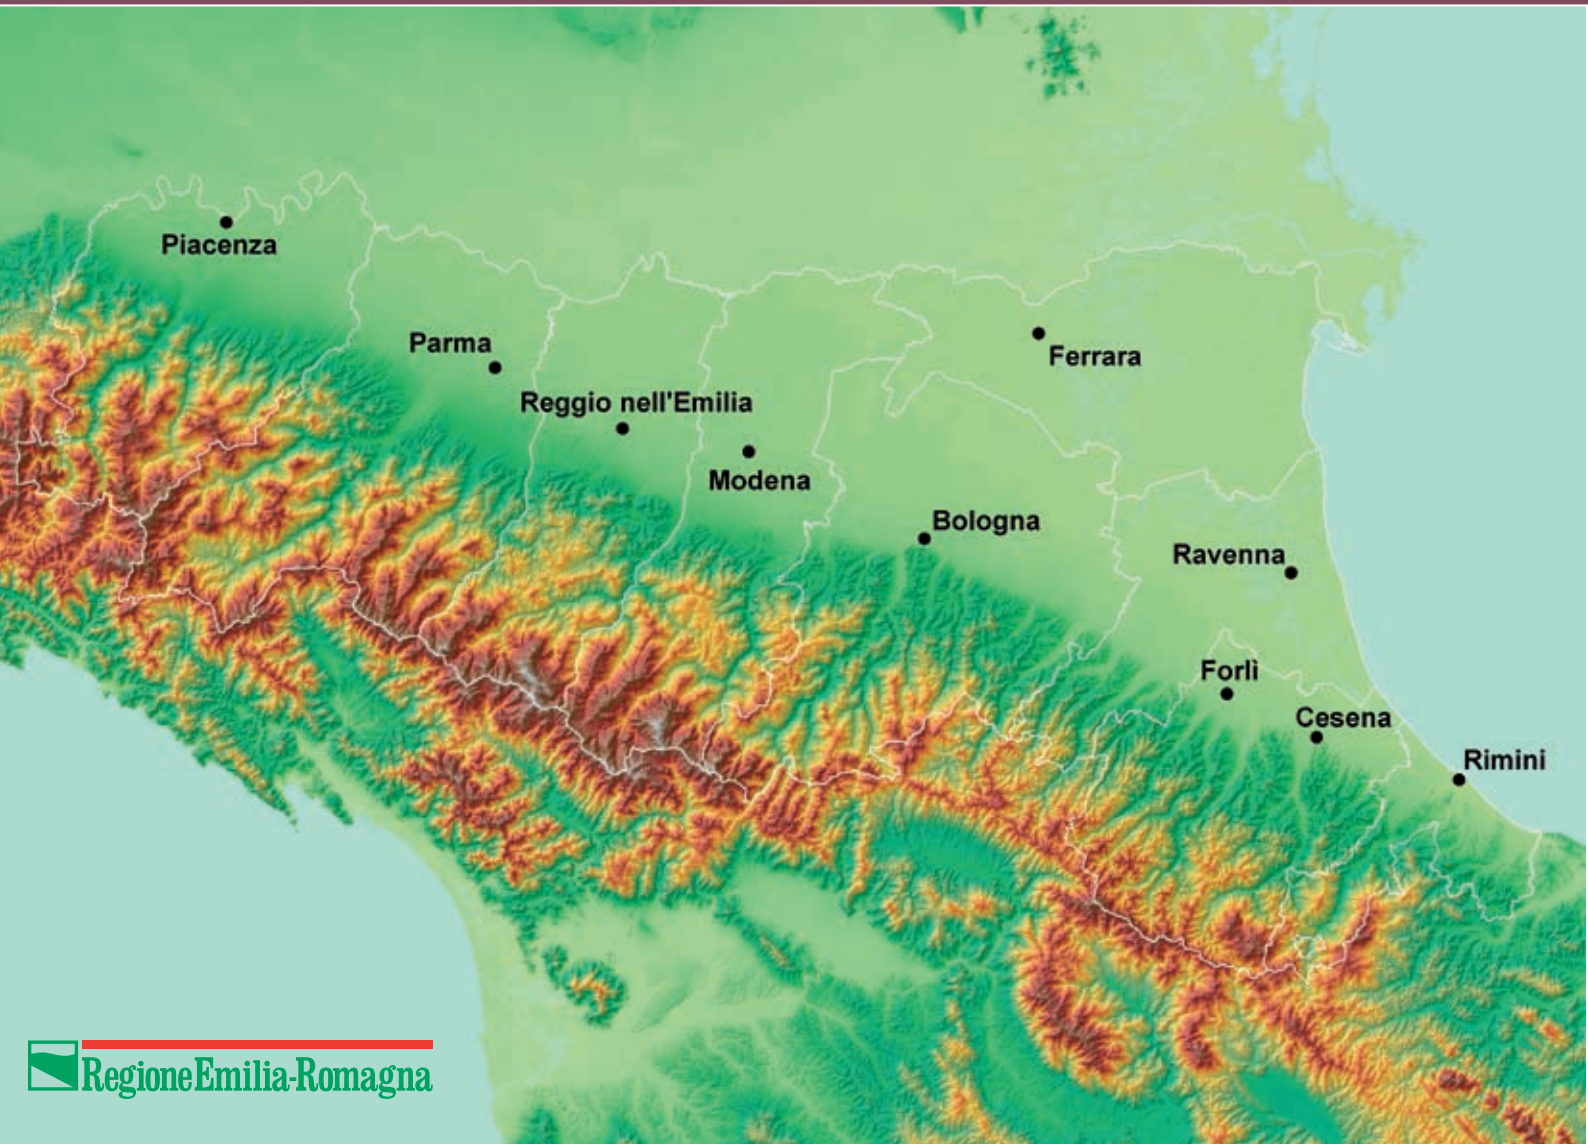 Piacenza
Parma
Ferrara
Reggio nell'Emilia
Modena
Bologna
Ravenna
Forlì
Cesena
Rimini
RegioneEmilia-Romagna